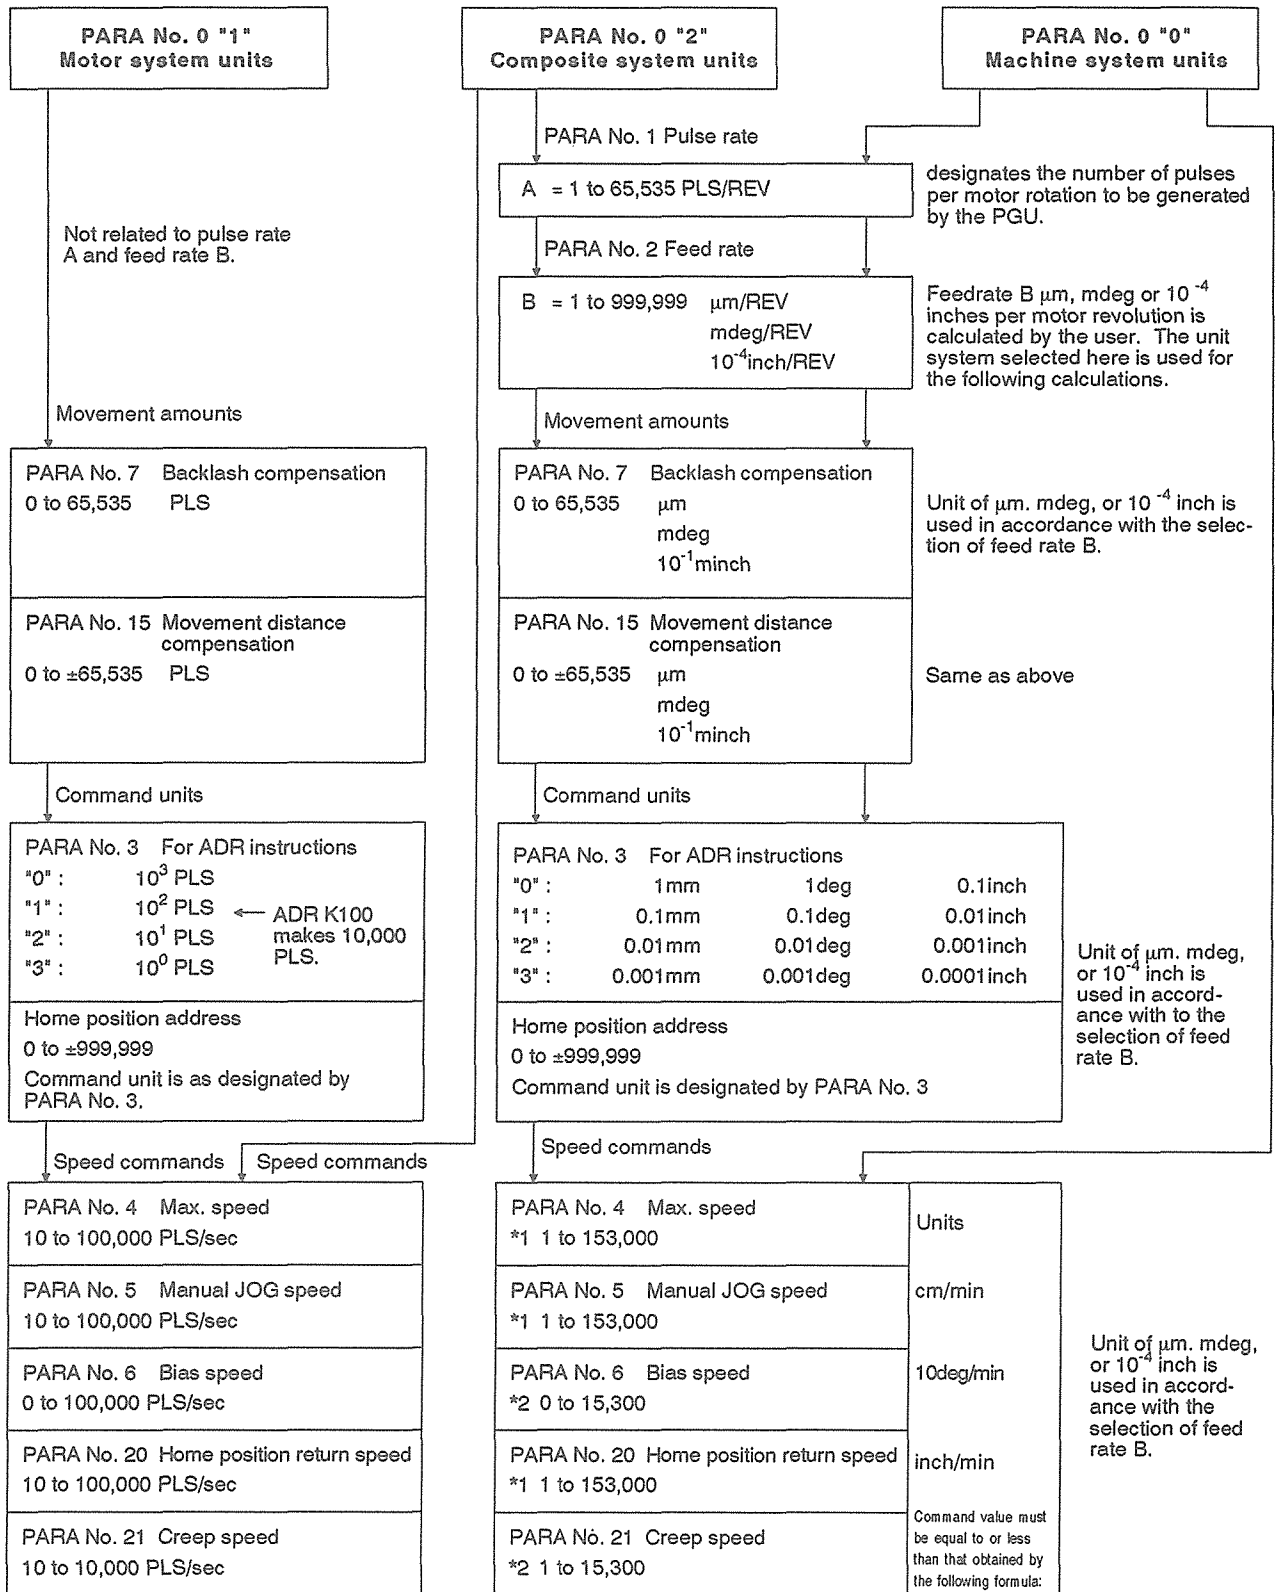 PARA No. 0 "1"
Motor system units
PARA No. 0 "2"
Composite system units
PARA No. 0 "0"
Machine system units
PARA No. 1 Pulse rate
A = 1 to 65,535 PLS/REV
designates the number of pulses
per motor rotation to be generated
by the PGU.
Not related to pulse rate
A and feed rate B.
PARA No. 2 Feed rate
B = 1 to 999,999 μm/REV
mdeg/REV
10⁻⁴inch/REV
Feedrate B μm, mdeg or 10 ⁻⁴
inches per motor revolution is
calculated by the user. The unit
system selected here is used for
the following calculations.
Movement amounts
Movement amounts
PARA No. 7 Backlash compensation
0 to 65,535 PLS
PARA No. 7 Backlash compensation
0 to 65,535 μm
mdeg
10⁻¹minch
Unit of μm. mdeg, or 10 ⁻⁴ inch is
used in accordance with the selec-
tion of feed rate B.
PARA No. 15 Movement distance
compensation
0 to ±65,535 PLS
PARA No. 15 Movement distance
compensation
0 to ±65,535 μm
mdeg
10⁻¹minch
Same as above
Command units
Command units
PARA No. 3 For ADR instructions
"0" : 10³ PLS
"1" : 10² PLS
"2" : 10¹ PLS
"3" : 10⁰ PLS
← ADR K100
makes 10,000
PLS.
PARA No. 3 For ADR instructions
"0" : 1mm 1deg 0.1inch
"1" : 0.1mm 0.1deg 0.01inch
"2" : 0.01mm 0.01deg 0.001inch
"3" : 0.001mm 0.001deg 0.0001inch
Unit of μm. mdeg,
or 10⁻⁴ inch is
used in accord-
ance with to the
selection of feed
rate B.
Home position address
0 to ±999,999
Command unit is as designated by
PARA No. 3.
Home position address
0 to ±999,999
Command unit is designated by PARA No. 3
Speed commands
Speed commands
Speed commands
PARA No. 4 Max. speed
10 to 100,000 PLS/sec
PARA No. 5 Manual JOG speed
10 to 100,000 PLS/sec
PARA No. 6 Bias speed
0 to 100,000 PLS/sec
PARA No. 20 Home position return speed
10 to 100,000 PLS/sec
PARA No. 21 Creep speed
10 to 10,000 PLS/sec
PARA No. 4 Max. speed
*1 1 to 153,000
PARA No. 5 Manual JOG speed
*1 1 to 153,000
PARA No. 6 Bias speed
*2 0 to 15,300
PARA No. 20 Home position return speed
*1 1 to 153,000
PARA No. 21 Creep speed
*2 1 to 15,300
Units
cm/min
10deg/min
inch/min
Command value must
be equal to or less
than that obtained by
the following formula:
Unit of μm. mdeg,
or 10⁻⁴ inch is
used in accord-
ance with the
selection of feed
rate B.